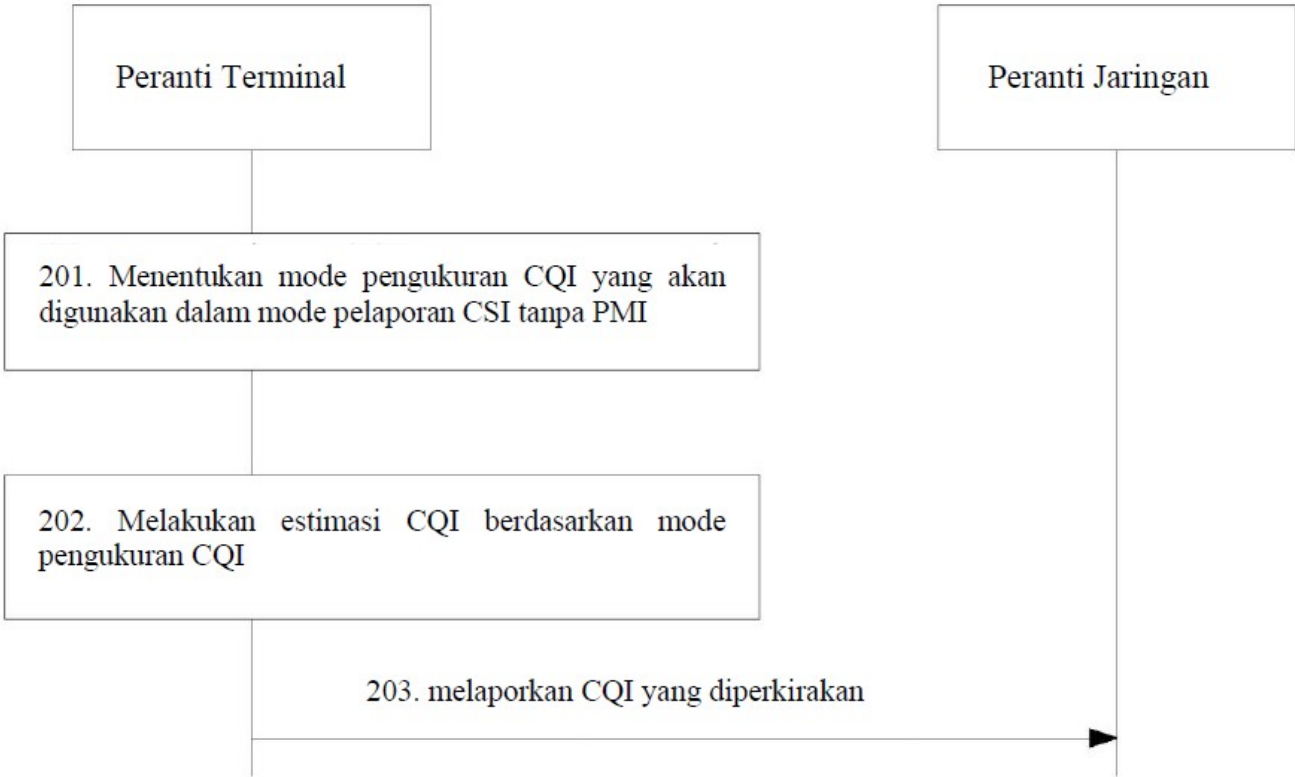 Peranti Terminal
Peranti Jaringan
201. Menentukan mode pengukuran CQI yang akan
digunakan dalam mode pelaporan CSI tanpa PMI
202. Melakukan estimasi CQI berdasarkan mode
pengukuran CQI
203. melaporkan CQI yang diperkirakan